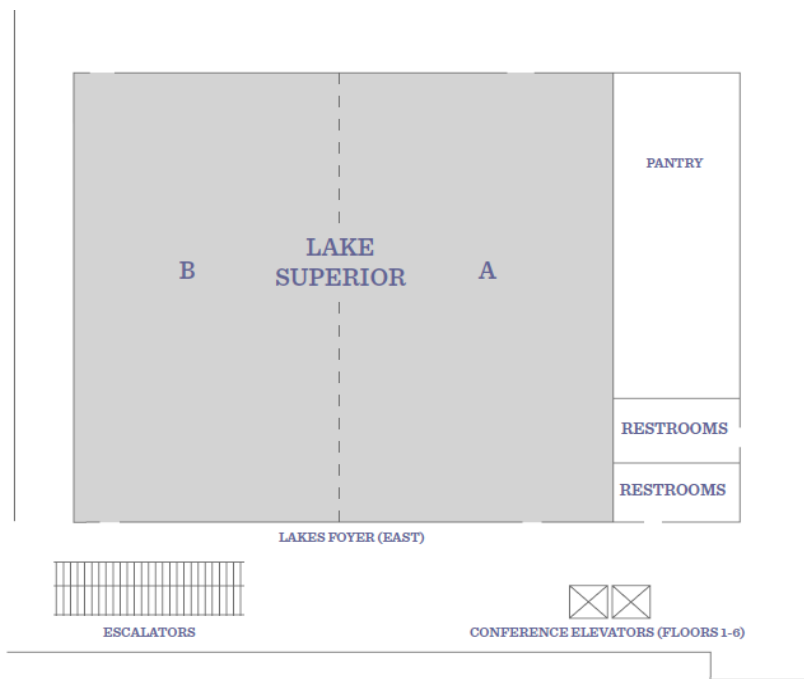 PANTRY
LAKE
SUPERIOR
B
A
RESTROOMS
RESTROOMS
LAKES FOYER (EAST)
ESCALATORS
CONFERENCE ELEVATORS (FLOORS 1-6)